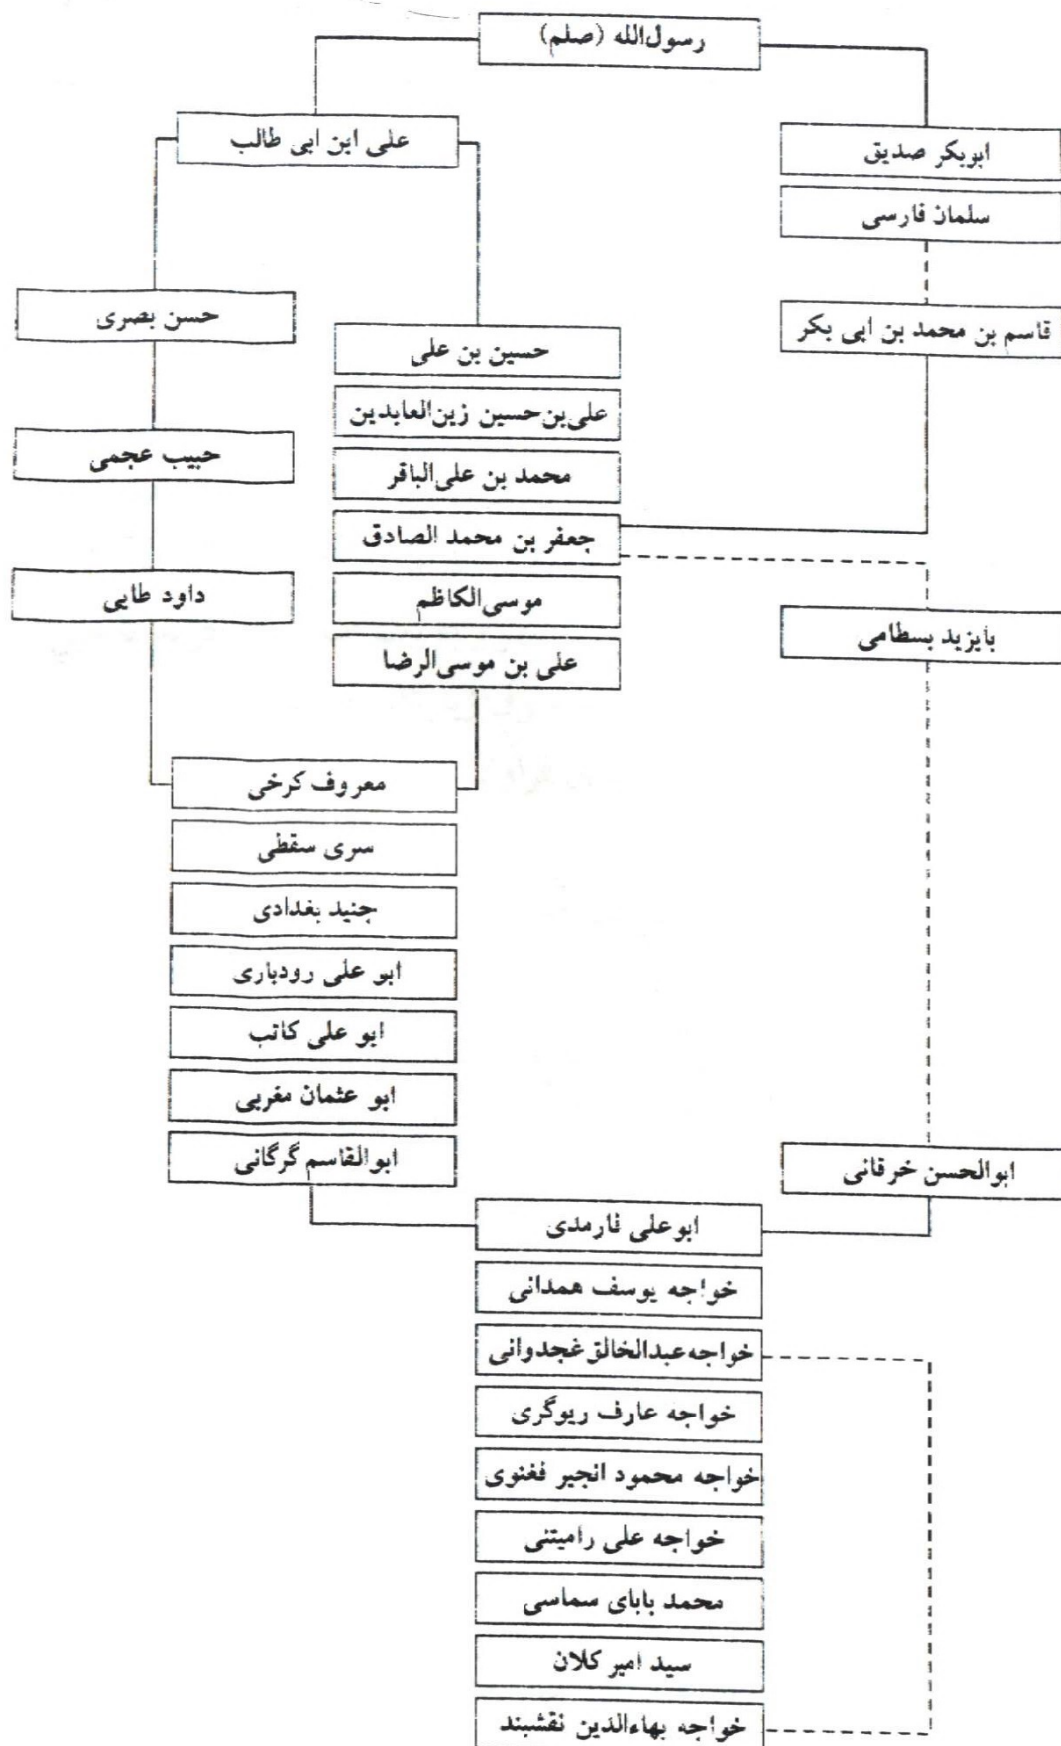 رسول‌الله (صلم)
علی ابن ابی طالب
ابوبکر صدیق
سلمان فارسی
قاسم بن محمد بن ابی بکر
حسن بصری
حبیب عجمی
داود طایی
حسین بن علی
علی‌بن‌حسین زین‌العابدین
محمد بن علی‌الباقر
جعفر بن محمد الصادق
موسی‌الکاظم
علی بن موسی‌الرضا
بایزید بسطامی
معروف کرخی
سری سقطی
جنید بغدادی
ابو علی رودباری
ابو علی کاتب
ابو عثمان مغربی
ابوالقاسم گرگانی
ابوالحسن خرقانی
ابوعلی فارمدی
خواجه یوسف همدانی
خواجه عبدالخالق غجدوانی
خواجه عارف ریوگری
خواجه محمود انجیر فغنوی
خواجه علی رامیتنی
محمد بابای سماسی
سید امیر کلان
خواجه بهاءالدین نقشبند